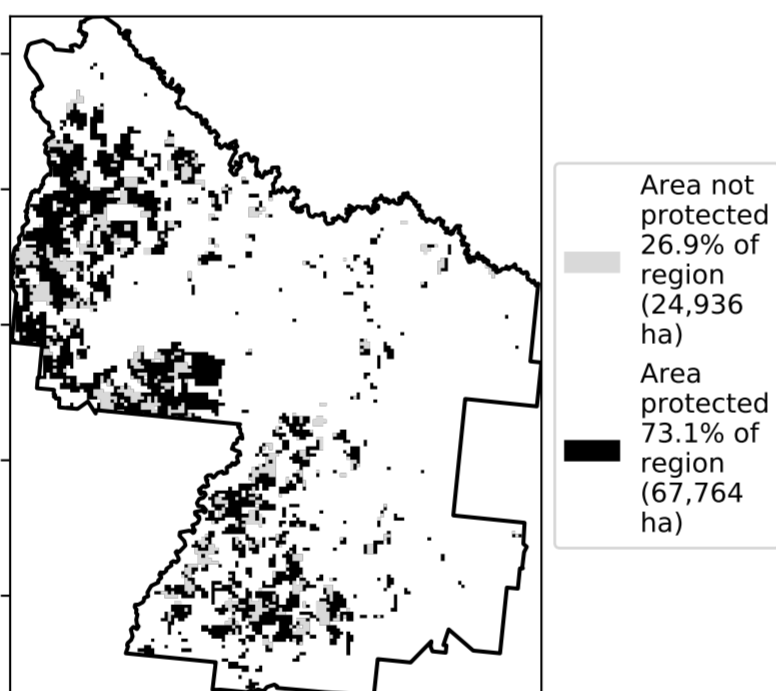 Area not
protected
26.9% of
region
(24,936
ha)
Area
protected
73.1% of
region
(67,764
ha)